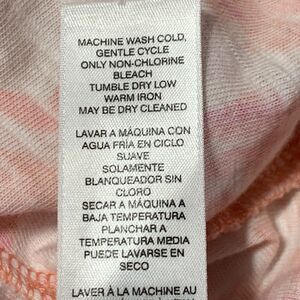 MACHINE WASH COLD,
GENTLE CYCLE
ONLY NON-CHLORINE
BLEACH
TUMBLE DRY LOW
WARM IRON
MAY BE DRY CLEANED
LAVAR A MÁQUINA CON
AGUA FRÍA EN CICLO
SUAVE
SOLAMENTE
BLANQUEADOR SIN
CLORO
SECAR A MÁQUINA A
BAJA TEMPERATURA
PLANCHAR A
TEMPERATURA MEDIA
PUEDE LAVARSE EN
SECO
LAVER À LA MACHINE AU